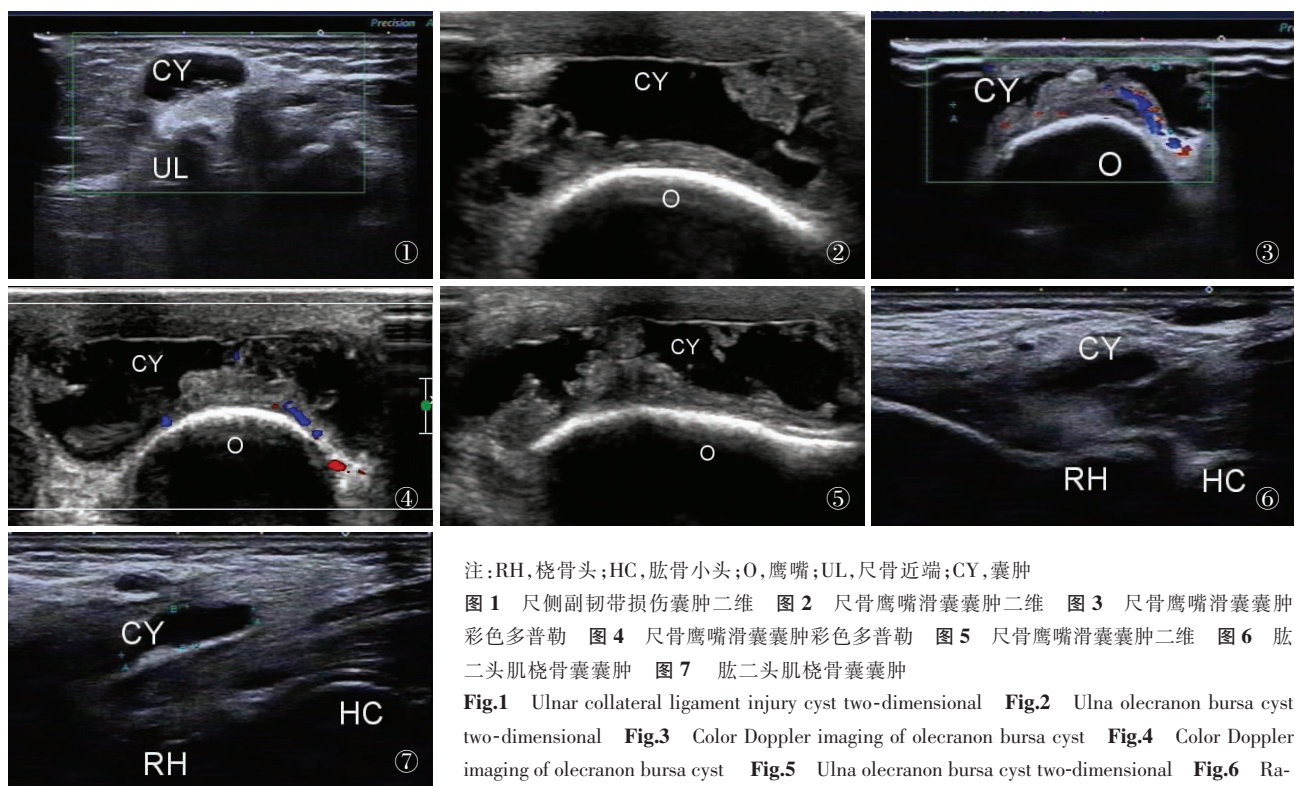 Precision A
CY
UL
①
CY
O
②
Pr
CY
O
③
CY
O
④
CY
O
⑤
CY
RH
HC
⑥
CY
HC
RH
⑦
注:RH,桡骨头;HC,肱骨小头;O,鹰嘴;UL,尺骨近端;CY,囊肿
图1 尺侧副韧带损伤囊肿二维 图2 尺骨鹰嘴滑囊囊肿二维 图3 尺骨鹰嘴滑囊囊肿
彩色多普勒 图4 尺骨鹰嘴滑囊囊肿彩色多普勒 图5 尺骨鹰嘴滑囊囊肿二维 图6 肱
二头肌桡骨囊囊肿 图7 肱二头肌桡骨囊囊肿
Fig.1 Ulnar collateral ligament injury cyst two-dimensional Fig.2 Ulna olecranon bursa cyst
two-dimensional Fig.3 Color Doppler imaging of olecranon bursa cyst Fig.4 Color Doppler
imaging of olecranon bursa cyst Fig.5 Ulna olecranon bursa cyst two-dimensional Fig.6 Ra-